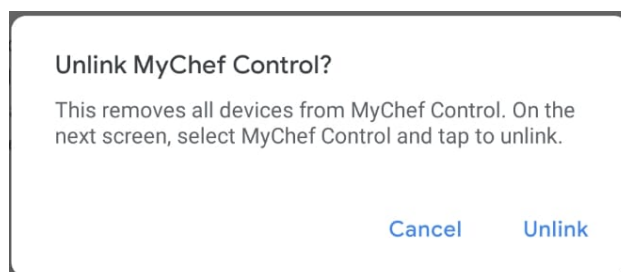 Unlink MyChef Control?
This removes all devices from MyChef Control. On the
next screen, select MyChef Control and tap to unlink.
Cancel Unlink